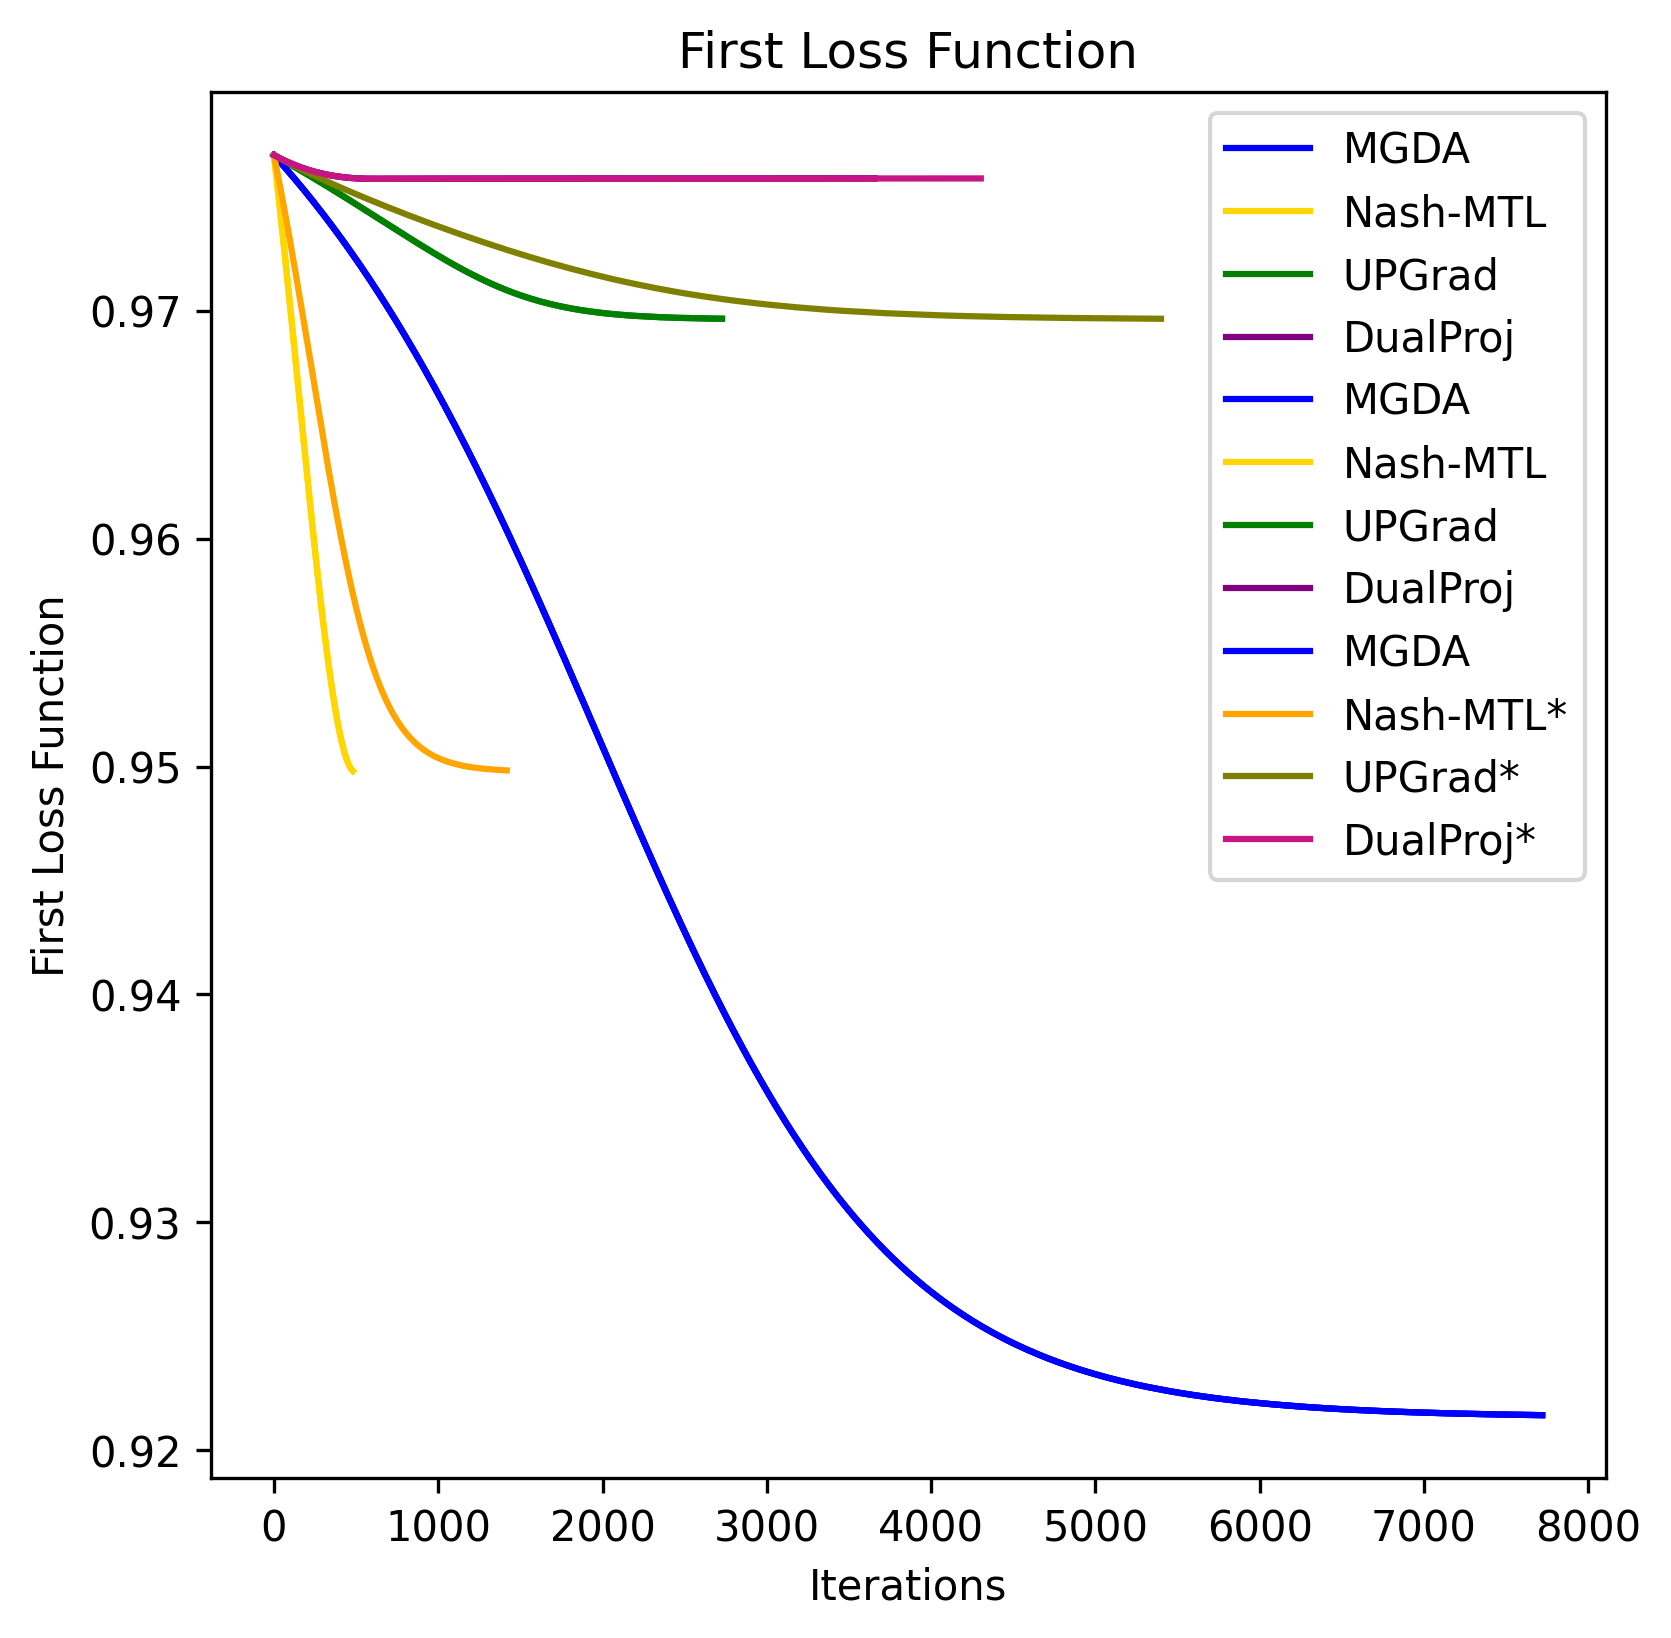 First Loss Function
MGDA
Nash-MTL
UPGrad
DualProj
MGDA
Nash-MTL
UPGrad
DualProj
MGDA
Nash-MTL*
UPGrad*
DualProj*
0.97
0.96
0.95
0.94
0.93
0.92
First Loss Function
0 1000 2000 3000 4000 5000 6000 7000 8000
Iterations